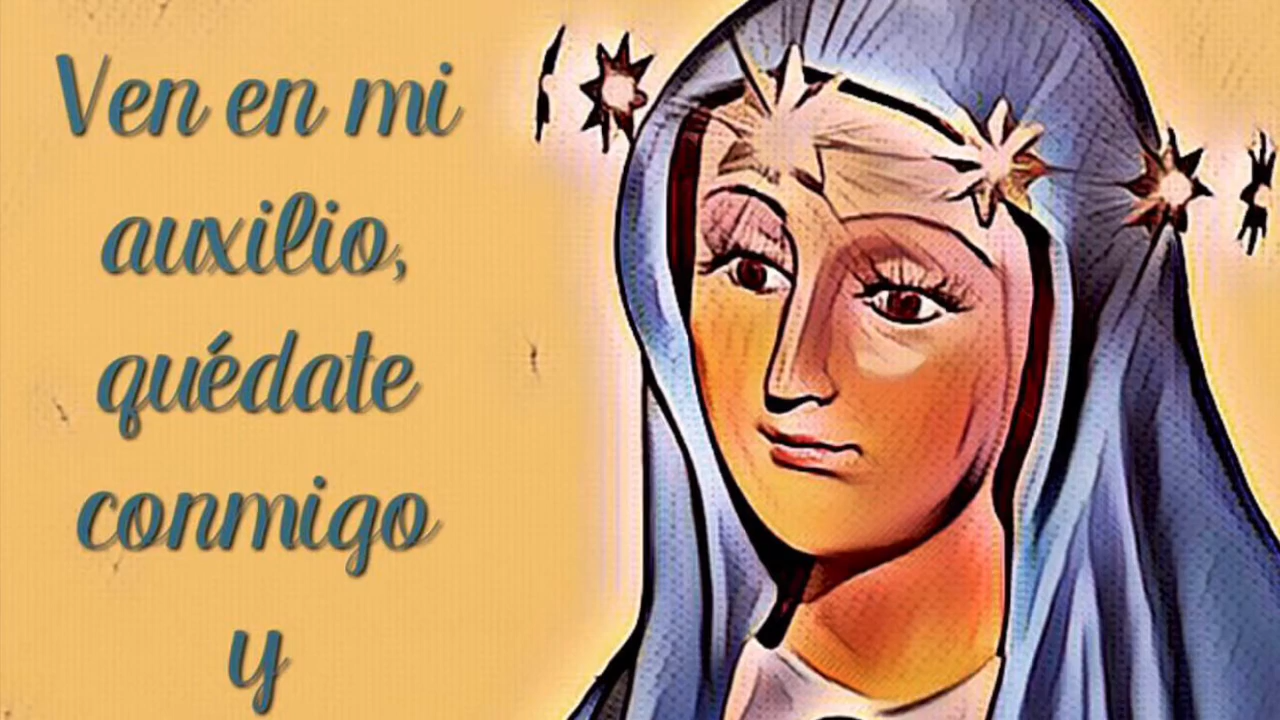 Ven en mi
auxilio,
quédate
conmigo
y